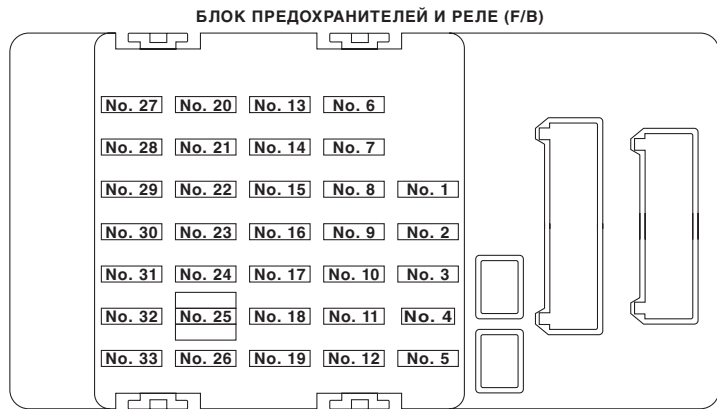 БЛОК ПРЕДОХРАНИТЕЛЕЙ И РЕЛЕ (F/B)
No. 27 No. 20 No. 13 No. 6
No. 28 No. 21 No. 14 No. 7
No. 29 No. 22 No. 15 No. 8 No. 1
No. 30 No. 23 No. 16 No. 9 No. 2
No. 31 No. 24 No. 17 No. 10 No. 3
No. 32 No. 25 No. 18 No. 11 No. 4
No. 33 No. 26 No. 19 No. 12 No. 5